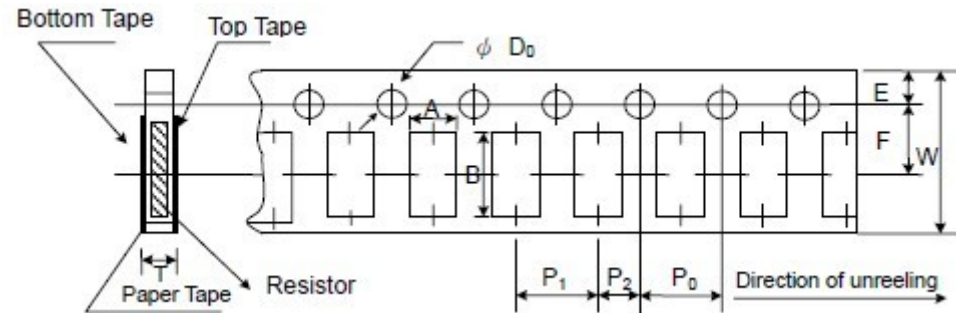 Bottom Tape
Top Tape
ϕ D₀
A
B
E
F
W
T
Paper Tape
Resistor
P₁
P₂
P₀
Direction of unreeling